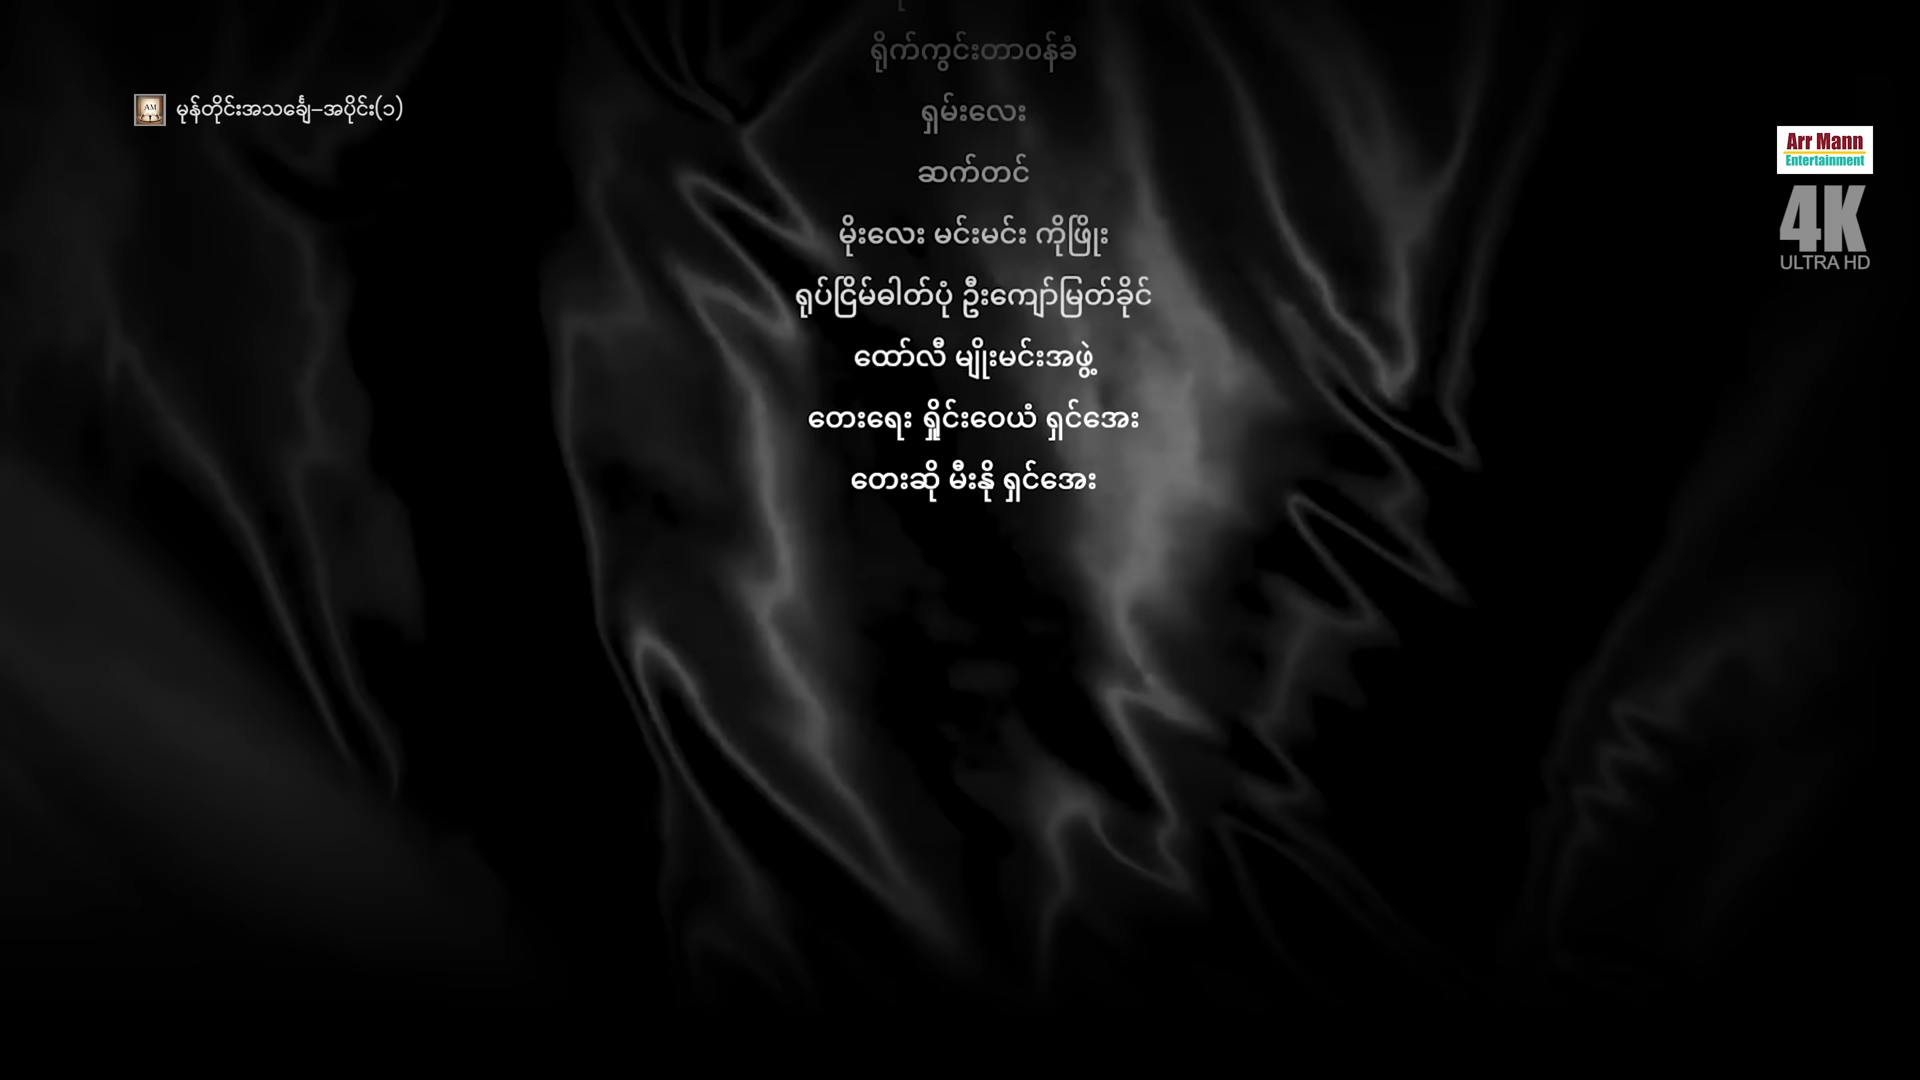 ရိုက်ကွင်းတာဝန်ခံ
ရှမ်းလေး
ဆက်တင်
မိုးလေး မင်းမင်း ကိုဖြိုး
ရုပ်ငြိမ်ဓါတ်ပုံ ဦးကျော်မြတ်ခိုင်
ထော်လီ မျိုးမင်းအဖွဲ့
တေးရေး ရှိုင်းဝေယံ ရှင်အေး
တေးဆို မီးနို ရှင်အေး
AM
မုန်တိုင်းအသင်္ချေ–အပိုင်း(၁)
Arr Mann
Entertainment
4K
ULTRA HD